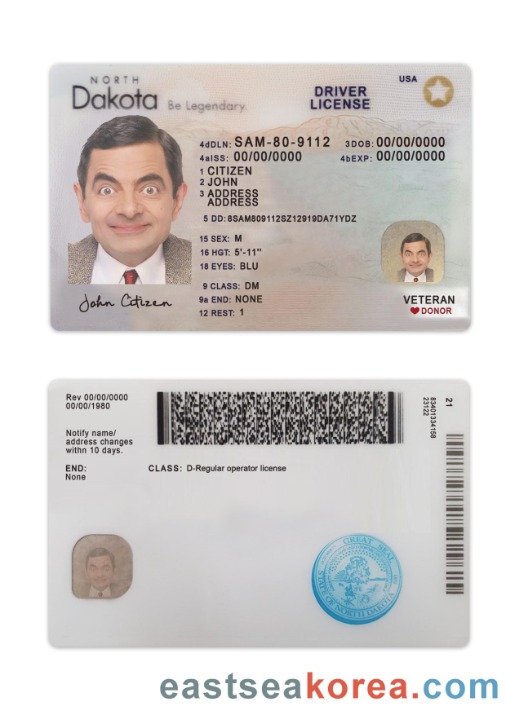 NORTH
Dakota Be Legendary.
DRIVER
LICENSE
USA
4dDLN: SAM-80-9112 3DOB: 00/00/0000
4aISS: 00/00/0000 4bEXP: 00/00/0000
1 CITIZEN
2 JOHN
3 ADDRESS
ADDRESS
5 DD: 8SAM809112SZ12919DA71YDZ
15 SEX: M
16 HGT: 5'-11"
18 EYES: BLU
9 CLASS: DM
9a END: NONE
12 REST: 1
John Citizen
VETERAN
DONOR
Rev 00/00/0000
00/00/1980
Notify name/
address changes
withn 10 days.
END:
None
CLASS: D-Regular operator license
21
83401334158
23122
GREAT SEAL
STATE OF NORTH DAKOTA
eastseakorea.com